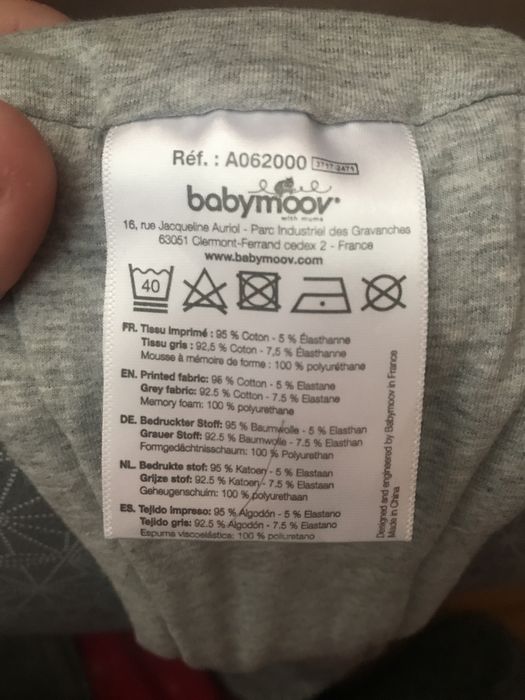 Réf. : A062000
babymoov
with mums
16, rue Jacqueline Auriol - Parc Industriel des Gravanches
63051 Clermont-Ferrand cedex 2 - France
www.babymoov.com
40
FR. Tissu imprimé : 95 % Coton - 5 % Élasthanne
Tissu gris : 92,5 % Coton - 7,5 % Élasthanne
Mousse à mémoire de forme : 100 % polyuréthane
EN. Printed fabric: 95 % Cotton - 5 % Elastane
Grey fabric: 92.5 % Cotton - 7.5 % Elastane
Memory foam: 100 % polyurethane
DE. Bedruckter Stoff: 95 % Baumwolle - 5 % Elasthan
Grauer Stoff: 92.5 % Baumwolle - 7.5 % Elasthan
Formgedächtnisschaum: 100 % Polyurethan
NL. Bedrukte stof: 95 % Katoen - 5 % Elastaan
Grijze stof: 92.5 % Katoen - 7.5 % Elastaan
Geheugenschuim: 100 % polyurethaan
ES. Tejido impreso: 95 % Algodón - 5 % Elastano
Tejido gris: 92.5 % Algodón - 7.5 % Elastano
Espuma viscoelástica: 100 % poliuretano
Designed and engineered by Babymoov in France
Made in China